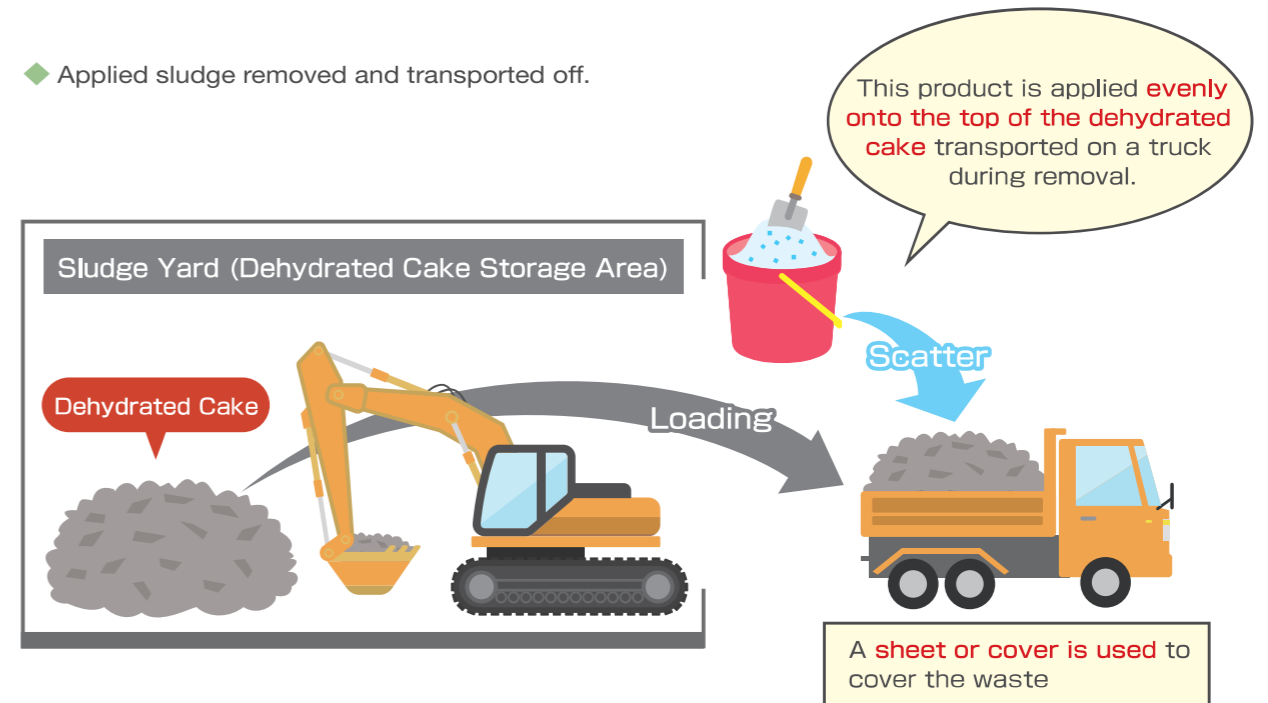 Applied sludge removed and transported off.
This product is applied evenly
onto the top of the dehydrated
cake transported on a truck
during removal.
Sludge Yard (Dehydrated Cake Storage Area)
Dehydrated Cake
Loading
Scatter
A sheet or cover is used to
cover the waste